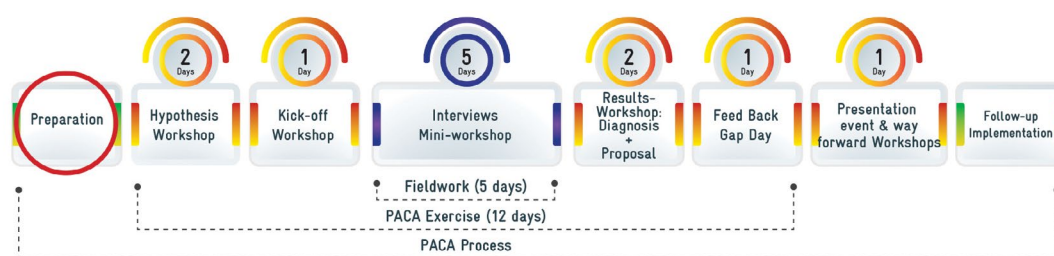 2
Days
1
Day
5
Days
2
Days
1
Day
1
Day
Preparation
Hypothesis
Workshop
Kick-off
Workshop
Interviews
Mini-workshop
Results-
Workshop:
Diagnosis
+
Proposal
Feed Back
Gap Day
Presentation
event & way
forward Workshops
Follow-up
Implementation
Fieldwork (5 days)
PACA Exercise (12 days)
PACA Process